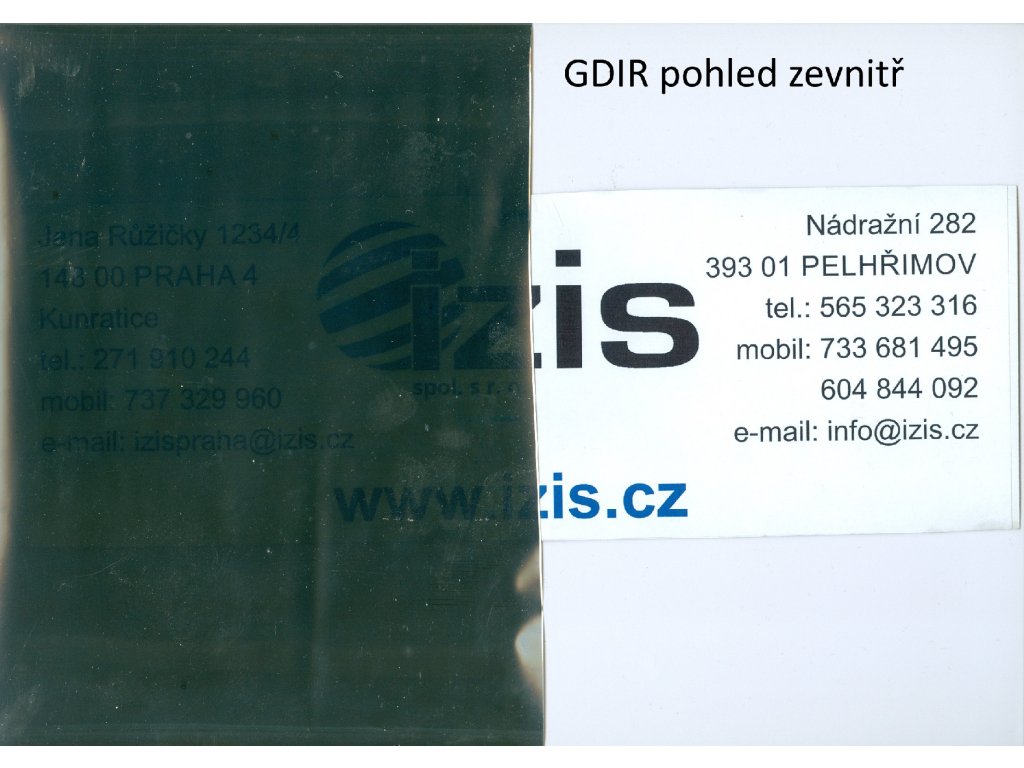 GDIR pohled zevnitř
Jana Růžičky 1234/4
148 00 PRAHA 4
Kunratice
tel.: 271 910 244
mobil: 737 329 960
e-mail: izispraha@izis.cz
izis
spol. s r. o
Nádražní 282
393 01 PELHŘIMOV
tel.: 565 323 316
mobil: 733 681 495
604 844 092
e-mail: info@izis.cz
www.izis.cz